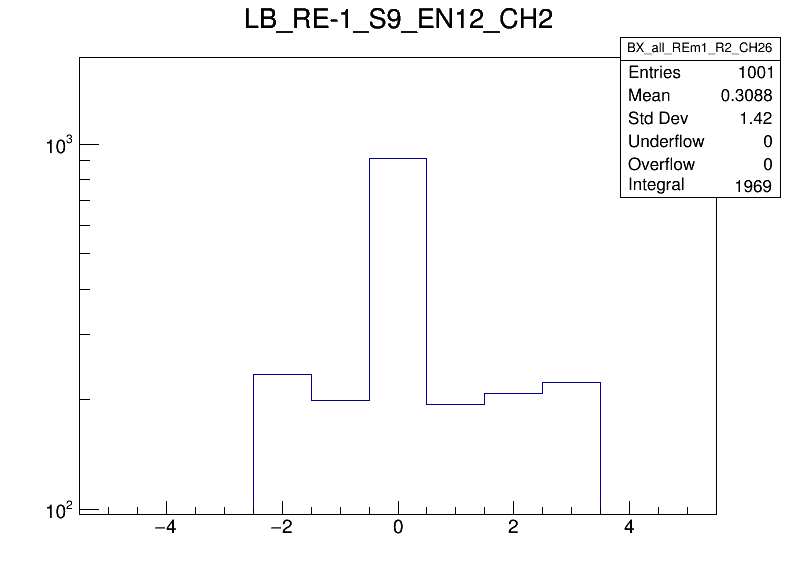 LB_RE-1_S9_EN12_CH2
BX_all_REm1_R2_CH26
Entries 1001
Mean 0.3088
Std Dev 1.42
Underflow 0
Overflow 0
Integral 1969
10³
10²
−4 −2 0 2 4